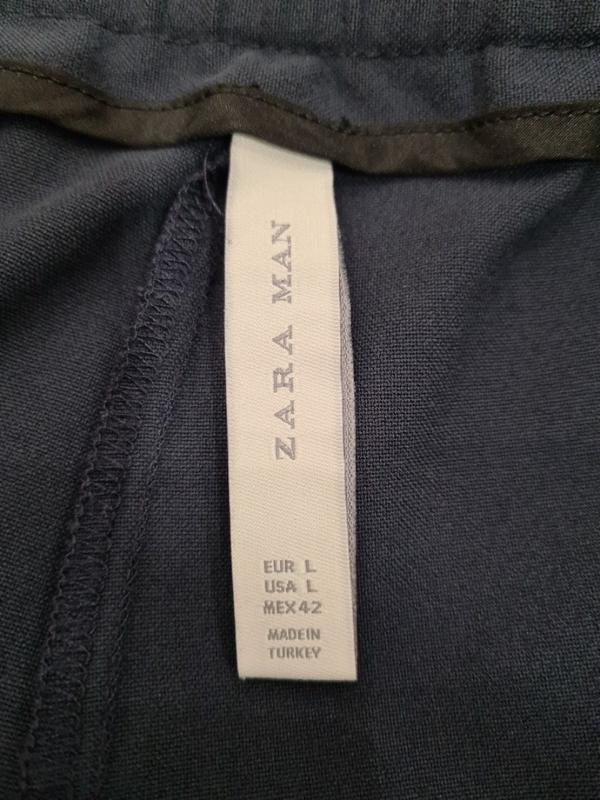 ZARA MAN
EUR L
USA L
MEX 42
MADE IN
TURKEY